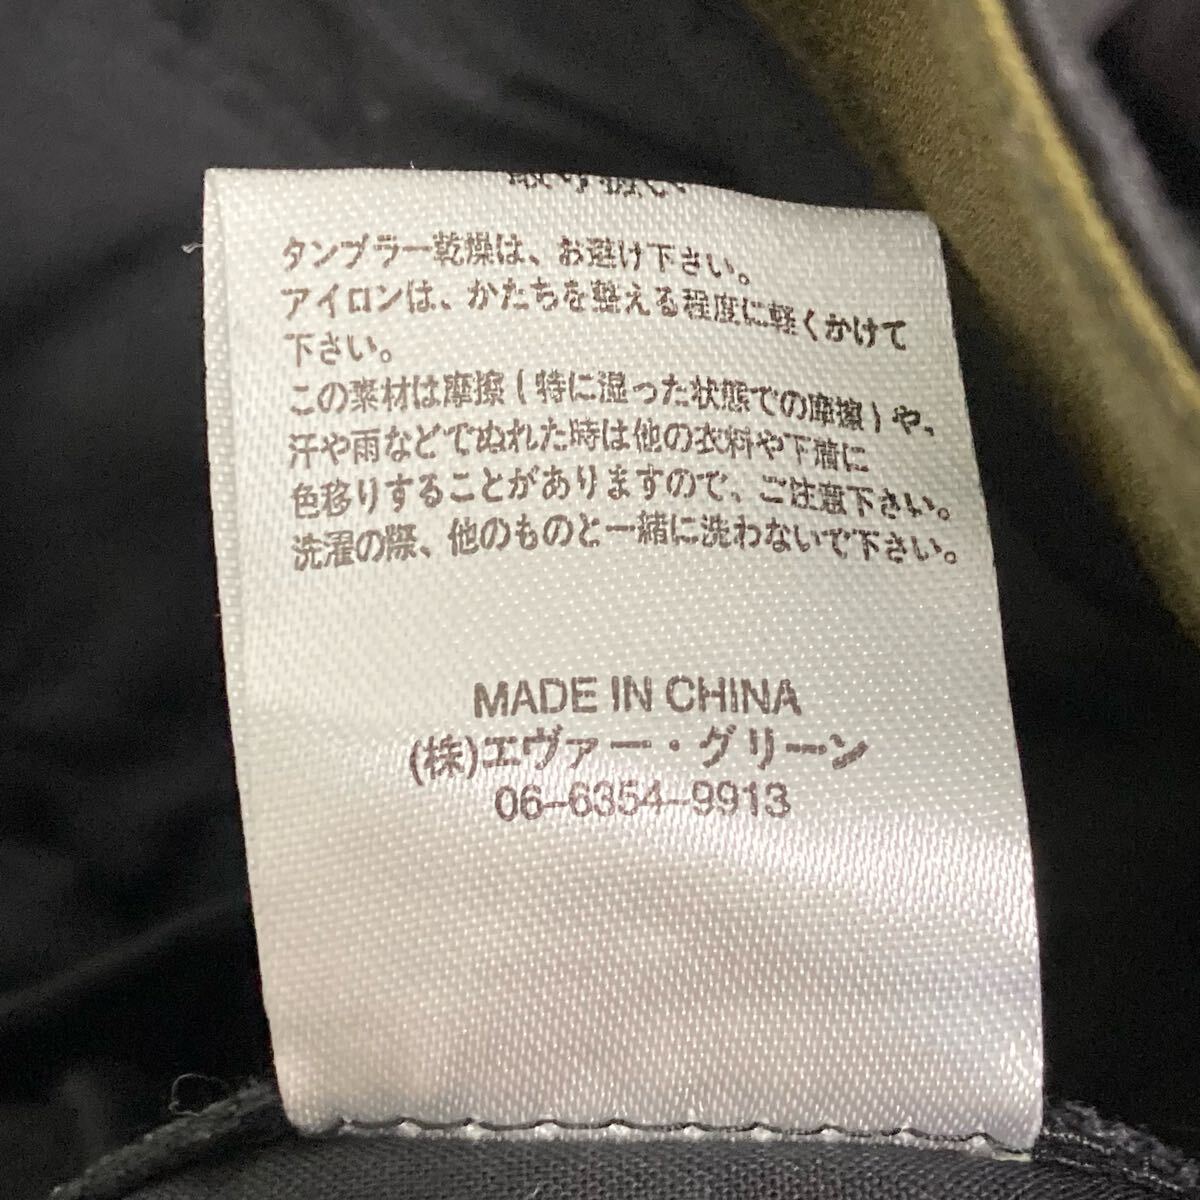 タンブラー乾燥は、お避け下さい。
アイロンは、かたちを整える程度に軽くかけて
下さい。
この素材は摩擦(特に湿った状態での摩擦)や、
汗や雨などでぬれた時は他の衣料や下着に
色移りすることがありますので、ご注意下さい。
洗濯の際、他のものと一緒に洗わないで下さい。
MADE IN CHINA
(株)エヴァー・グリーン
06-6354-9913